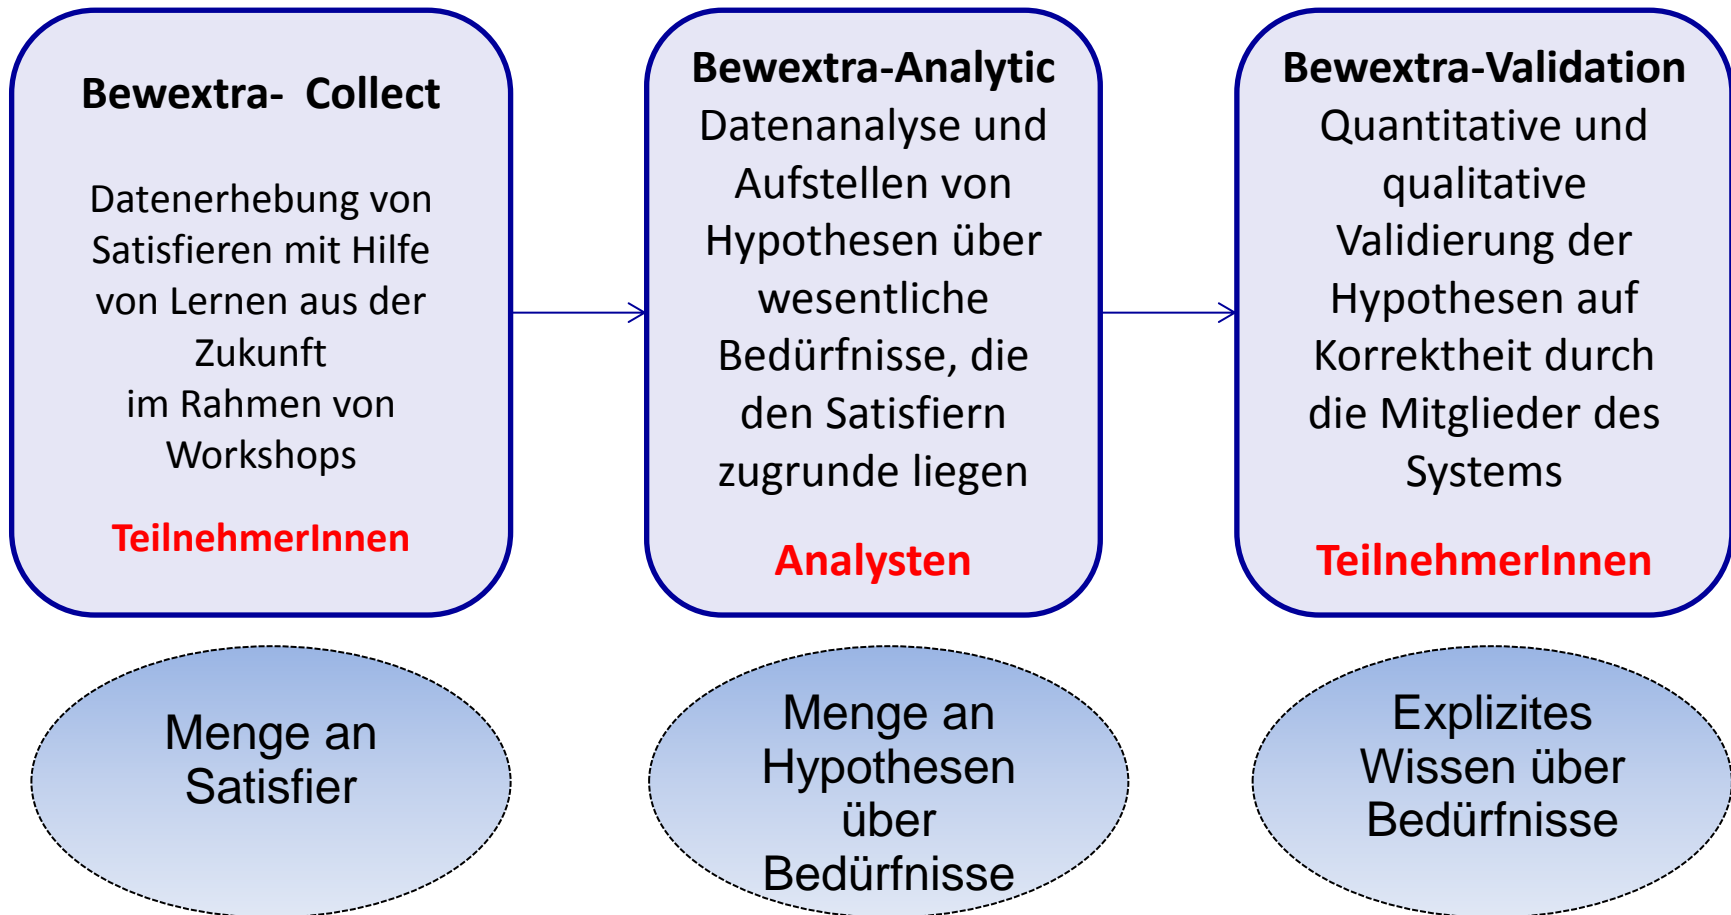 Bewextra-  Collect
Datenerhebung von
Satisfieren mit Hilfe
von Lernen aus der
Zukunft
im Rahmen von
Workshops
TeilnehmerInnen
Bewextra-Analytic
Datenanalyse und
Aufstellen von
Hypothesen über
wesentliche
Bedürfnisse, die
den Satisfiern
zugrunde liegen
Analysten
Bewextra-Validation
Quantitative und
qualitative
Validierung der
Hypothesen auf
Korrektheit durch
die Mitglieder des
Systems
TeilnehmerInnen
Menge an
Satisfier
Menge an
Hypothesen
über
Bedürfnisse
Explizites
Wissen über
Bedürfnisse